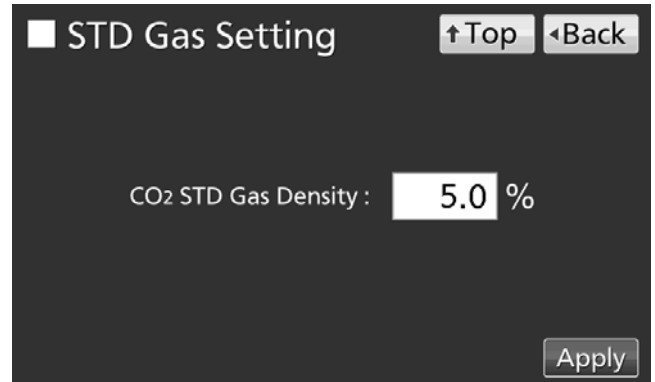 STD Gas Setting
↑Top
◂Back
CO2 STD Gas Density : 5.0 %
Apply